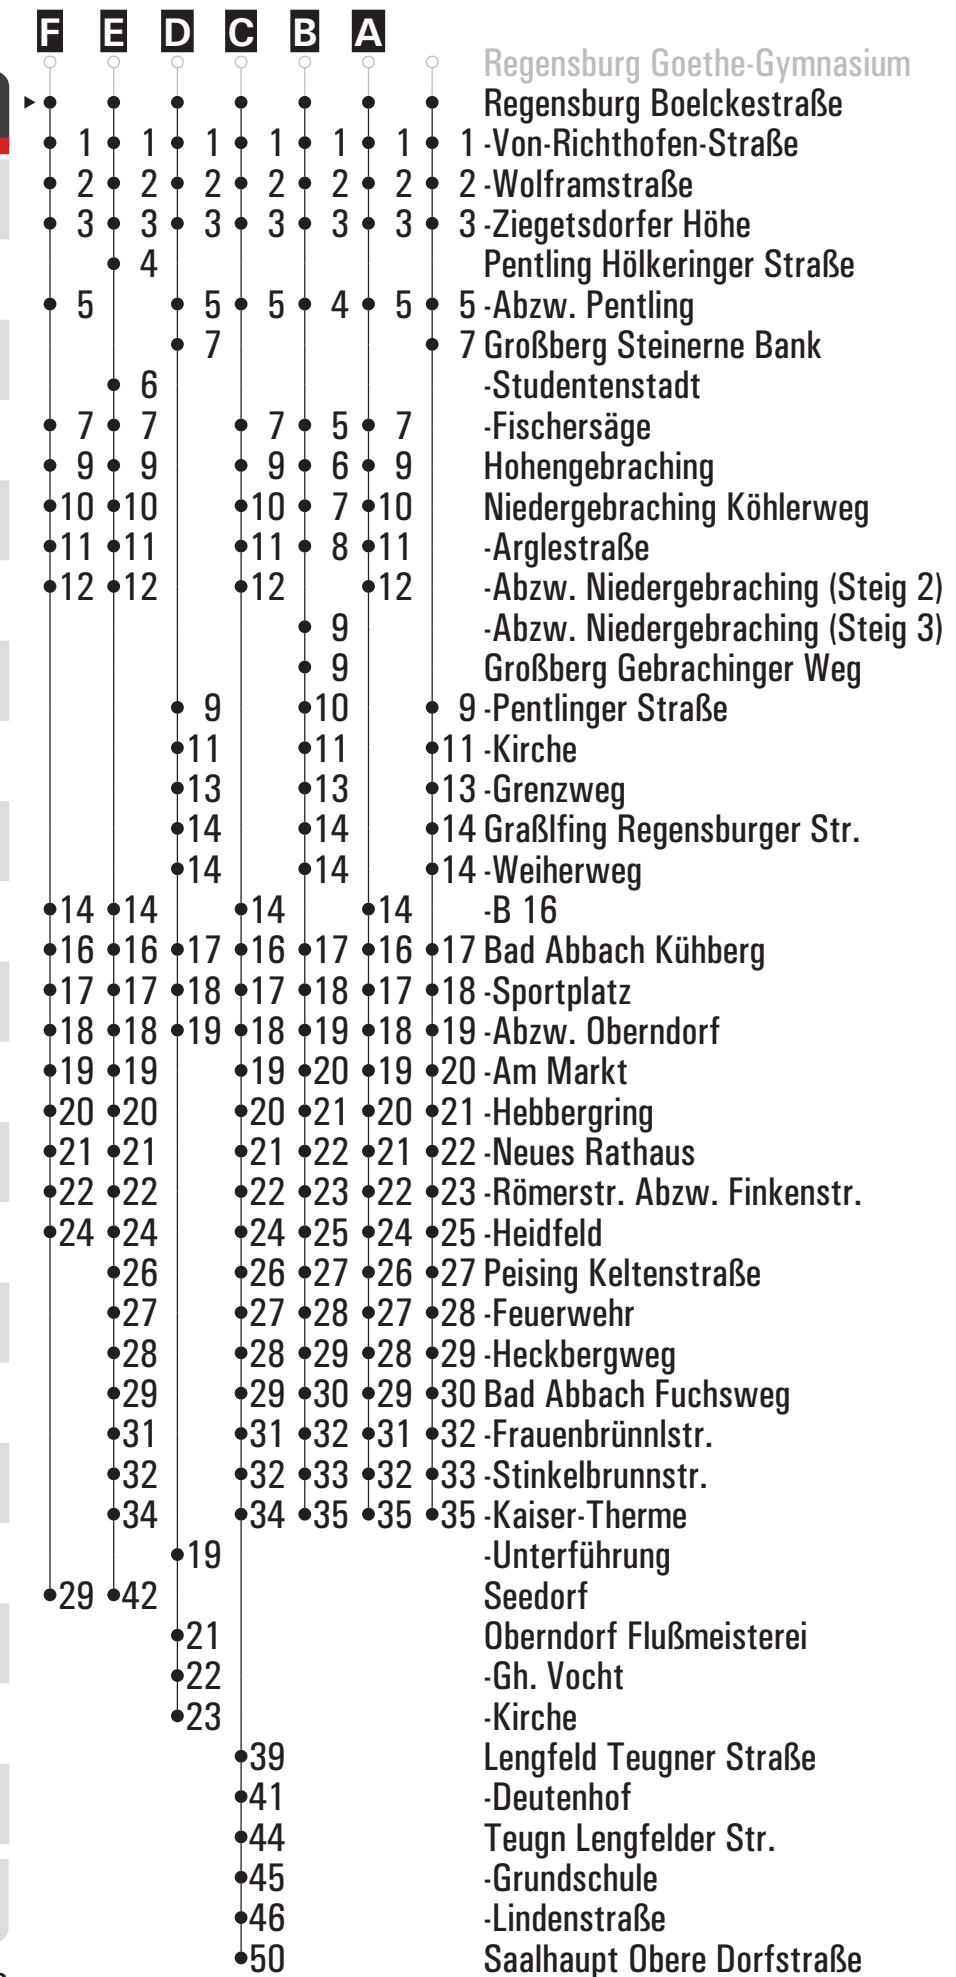 F E D C B A
Regensburg Goethe-Gymnasium
Regensburg Boelckestraße
1 1 1 1 1 1 1 -Von-Richthofen-Straße
2 2 2 2 2 2 2 -Wolframstraße
3 3 3 3 3 3 3 -Ziegetsdorfer Höhe
4 Pentling Hölkeringer Straße
5 5 5 4 5 5 -Abzw. Pentling
7 7 Großberg Steinerne Bank
6 -Studentenstadt
7 7 7 5 7 -Fischersäge
9 9 9 6 9 Hohengebraching
10 10 10 7 10 Niedergebraching Köhlerweg
11 11 11 8 11 -Arglestraße
12 12 12 12 -Abzw. Niedergebraching (Steig 2)
9 -Abzw. Niedergebraching (Steig 3)
9 Großberg Gebrachinger Weg
9 10 9 -Pentlinger Straße
11 11 11 -Kirche
13 13 13 -Grenzweg
14 14 14 Graßlfing Regensburger Str.
14 14 14 -Weiherweg
14 14 14 14 -B 16
16 16 17 16 17 16 17 Bad Abbach Kühberg
17 17 18 17 18 17 18 -Sportplatz
18 18 19 18 19 18 19 -Abzw. Oberndorf
19 19 19 20 19 20 -Am Markt
20 20 20 21 20 21 -Hebbergring
21 21 21 22 21 22 -Neues Rathaus
22 22 22 23 22 23 -Römerstr. Abzw. Finkenstr.
24 24 24 25 24 25 -Heidfeld
26 26 27 26 27 Peising Keltenstraße
27 27 28 27 28 -Feuerwehr
28 28 29 28 29 -Heckbergweg
29 29 30 29 30 Bad Abbach Fuchsweg
31 31 32 31 32 -Frauenbrünnlstr.
32 32 33 32 33 -Stinkelbrunnstr.
34 34 35 35 35 -Kaiser-Therme
19 -Unterführung
29 42 Seedorf
21 Oberndorf Flußmeisterei
22 -Gh. Vocht
23 -Kirche
39 Lengfeld Teugner Straße
41 -Deutenhof
44 Teugn Lengfelder Str.
45 -Grundschule
46 -Lindenstraße
50 Saalhaupt Obere Dorfstraße